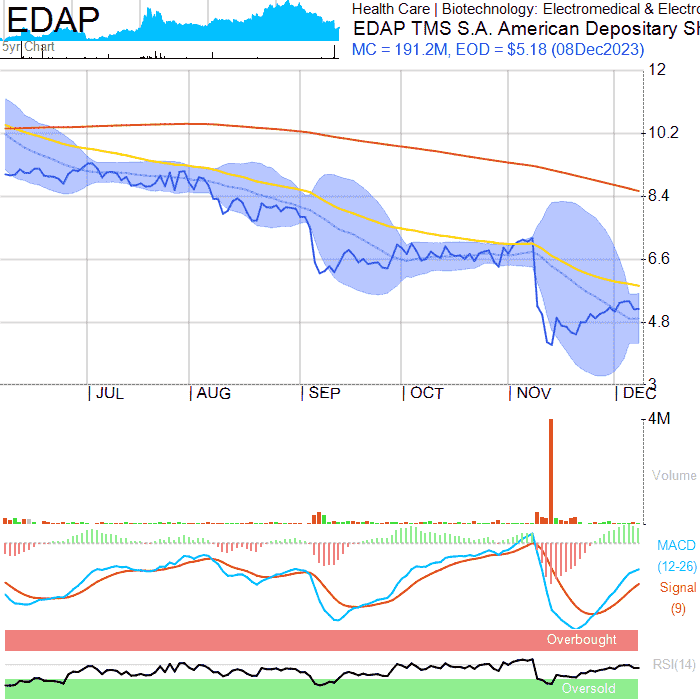 EDAP
5yr Chart
Health Care | Biotechnology: Electromedical & Electro
EDAP TMS S.A. American Depositary Sh
MC = 191.2M, EOD = $5.18 (08Dec2023)
12
10.2
8.4
6.6
4.8
3
JUL AUG SEP OCT NOV DEC
4M
Volume
MACD
(12-26)
Signal
(9)
Overbought
RSI(14)
Oversold